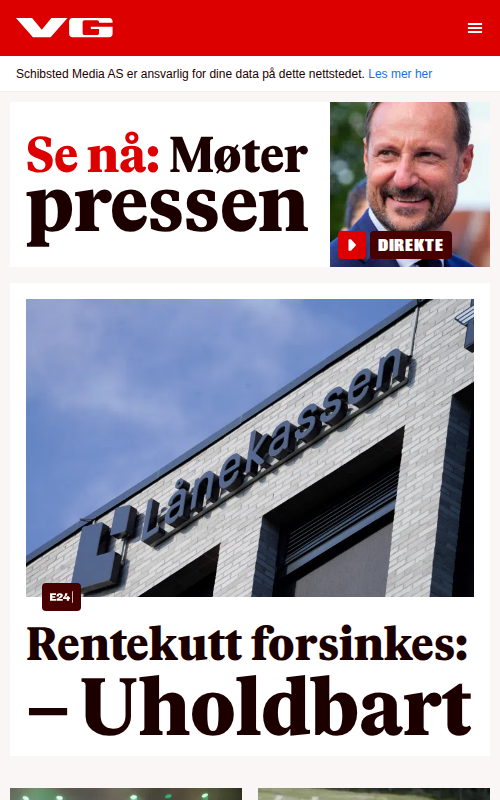 VG
Schibsted Media AS er ansvarlig for dine data på dette nettstedet. Les mer her
Se nå: Møter
pressen
DIREKTE
Lånekassen
E24
Rentekutt forsinkes:
– Uholdbart